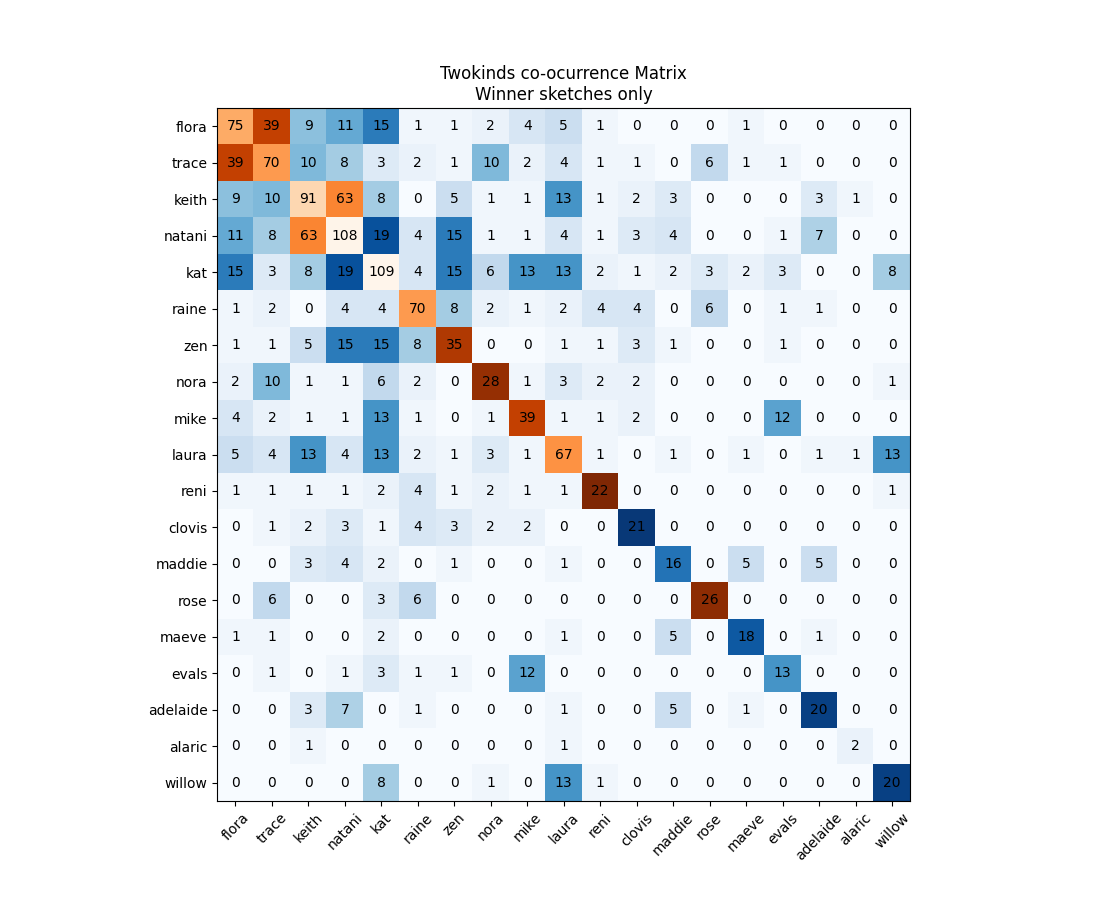 Twokinds co-ocurrence Matrix
Winner sketches only
flora 75 39 9 11 15 1 1 2 4 5 1 0 0 0 1 0 0 0 0
trace 39 70 10 8 3 2 1 10 2 4 1 1 0 6 1 1 0 0 0
keith 9 10 91 63 8 0 5 1 1 13 1 2 3 0 0 0 3 1 0
natani 11 8 63 108 19 4 15 1 1 4 1 3 4 0 0 1 7 0 0
kat 15 3 8 19 109 4 15 6 13 13 2 1 2 3 2 3 0 0 8
raine 1 2 0 4 4 70 8 2 1 2 4 4 0 6 0 1 1 0 0
zen 1 1 5 15 15 8 35 0 0 1 1 3 1 0 0 1 0 0 0
nora 2 10 1 1 6 2 0 28 1 3 2 2 0 0 0 0 0 0 1
mike 4 2 1 1 13 1 0 1 39 1 1 2 0 0 0 12 0 0 0
laura 5 4 13 4 13 2 1 3 1 67 1 0 1 0 1 0 1 1 13
reni 1 1 1 1 2 4 1 2 1 1 22 0 0 0 0 0 0 0 1
clovis 0 1 2 3 1 4 3 2 2 0 0 21 0 0 0 0 0 0 0
maddie 0 0 3 4 2 0 1 0 0 1 0 0 16 0 5 0 5 0 0
rose 0 6 0 0 3 6 0 0 0 0 0 0 0 26 0 0 0 0 0
maeve 1 1 0 0 2 0 0 0 0 1 0 0 5 0 18 0 1 0 0
evals 0 1 0 1 3 1 1 0 12 0 0 0 0 0 0 13 0 0 0
adelaide 0 0 3 7 0 1 0 0 0 1 0 0 5 0 1 0 20 0 0
alaric 0 0 1 0 0 0 0 0 0 1 0 0 0 0 0 0 0 2 0
willow 0 0 0 0 8 0 0 1 0 13 1 0 0 0 0 0 0 0 20
flora trace keith natani kat raine zen nora mike laura reni clovis maddie rose maeve evals adelaide alaric willow